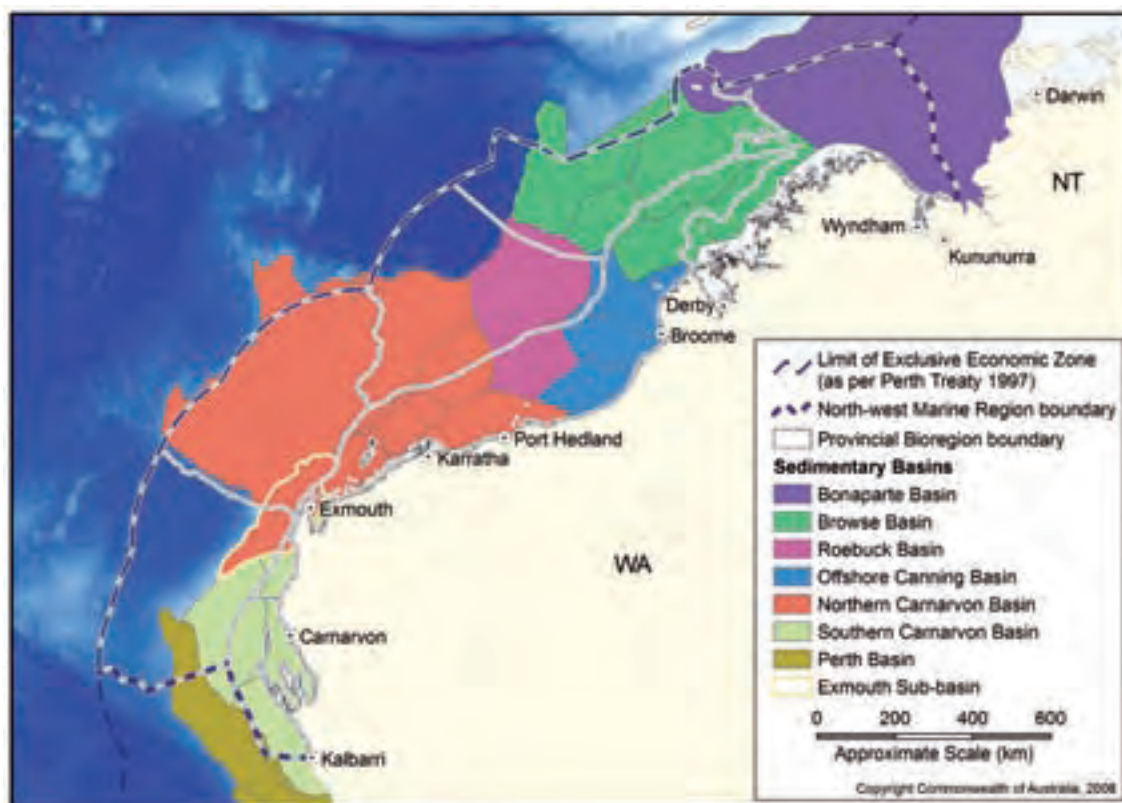 Darwin
NT
Wyndham
Kununurra
Derby
Broome
Port Hedland
Karratha
Exmouth
WA
Carnarvon
Kalbarri
Limit of Exclusive Economic Zone
(as per Perth Treaty 1997)
North-west Marine Region boundary
Provincial Bioregion boundary
Sedimentary Basins
Bonaparte Basin
Browse Basin
Roebuck Basin
Offshore Canning Basin
Northern Carnarvon Basin
Southern Carnarvon Basin
Perth Basin
Exmouth Sub-basin
0 200 400 600
Approximate Scale (km)
Copyright Commonwealth of Australia, 2008